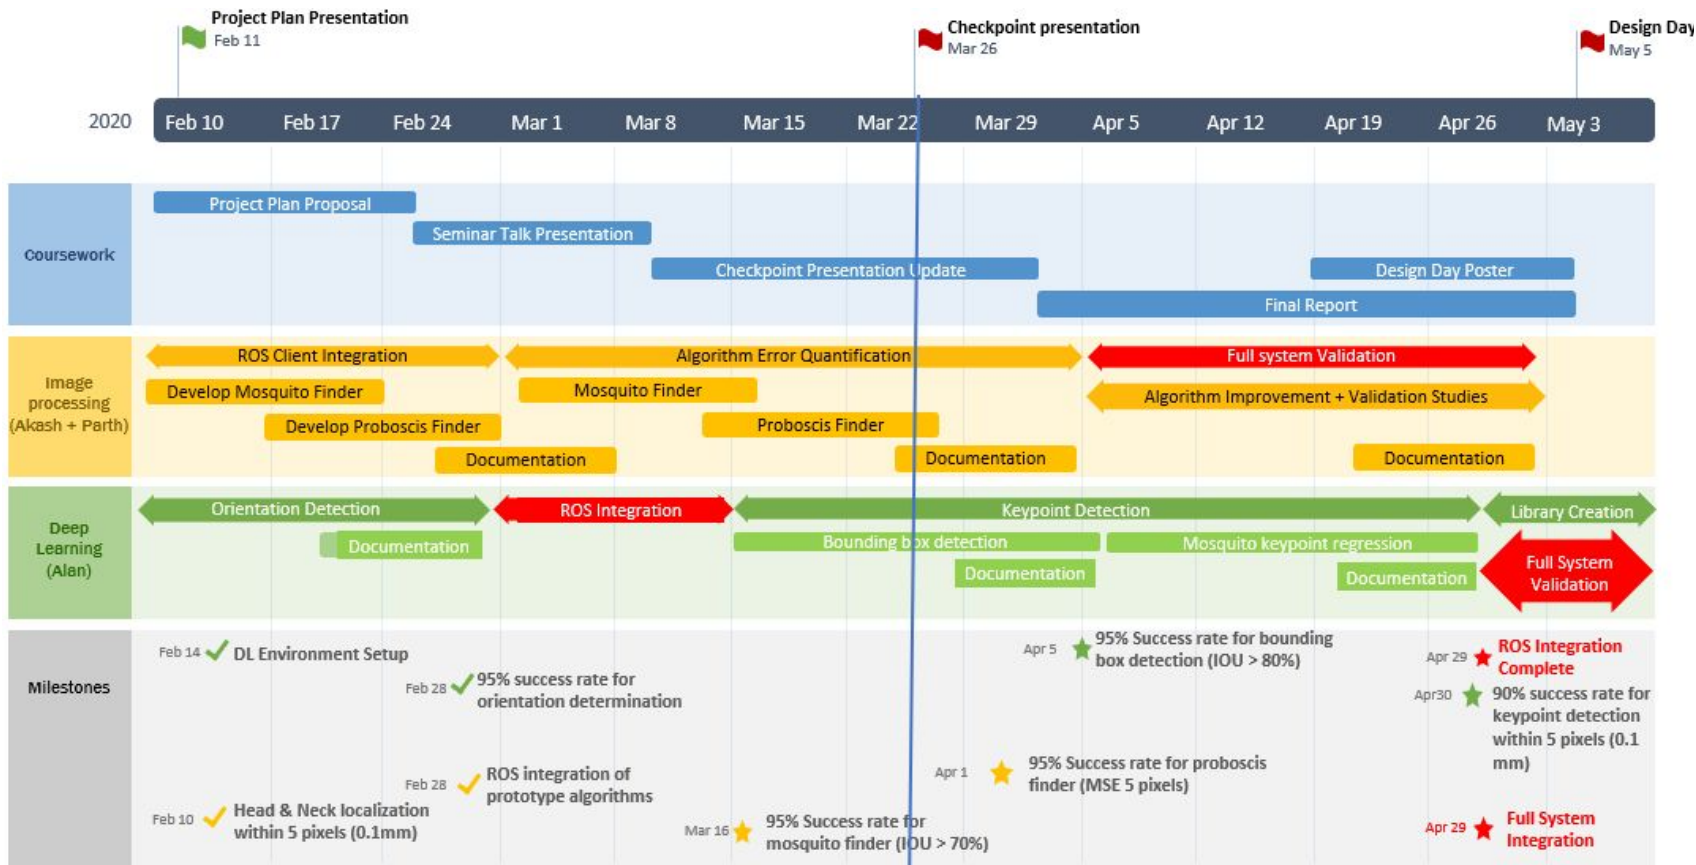 Project Plan Presentation
Feb 11
Checkpoint presentation
Mar 26
Design Day
May 5
2020
Feb 10 Feb 17 Feb 24 Mar 1 Mar 8 Mar 15 Mar 22 Mar 29 Apr 5 Apr 12 Apr 19 Apr 26 May 3
Coursework
Project Plan Proposal
Seminar Talk Presentation
Checkpoint Presentation Update
Design Day Poster
Final Report
Image
processing
(Akash + Parth)
ROS Client Integration
Algorithm Error Quantification
Full system Validation
Develop Mosquito Finder
Mosquito Finder
Algorithm Improvement + Validation Studies
Develop Proboscis Finder
Proboscis Finder
Documentation
Documentation
Documentation
Deep
Learning
(Alan)
Orientation Detection
ROS Integration
Keypoint Detection
Library Creation
Documentation
Bounding box detection
Mosquito keypoint regression
Documentation
Documentation
Full System
Validation
Milestones
Feb 14
DL Environment Setup
Feb 28
95% success rate for
orientation determination
Feb 28
ROS integration of
prototype algorithms
Feb 10
Head & Neck localization
within 5 pixels (0.1mm)
Mar 16
95% Success rate for
mosquito finder (IOU > 70%)
Apr 5
95% Success rate for bounding
box detection (IOU > 80%)
Apr 1
95% Success rate for proboscis
finder (MSE 5 pixels)
Apr 29
ROS Integration
Complete
Apr30
90% success rate for
keypoint detection
within 5 pixels (0.1
mm)
Apr 29
Full System
Integration